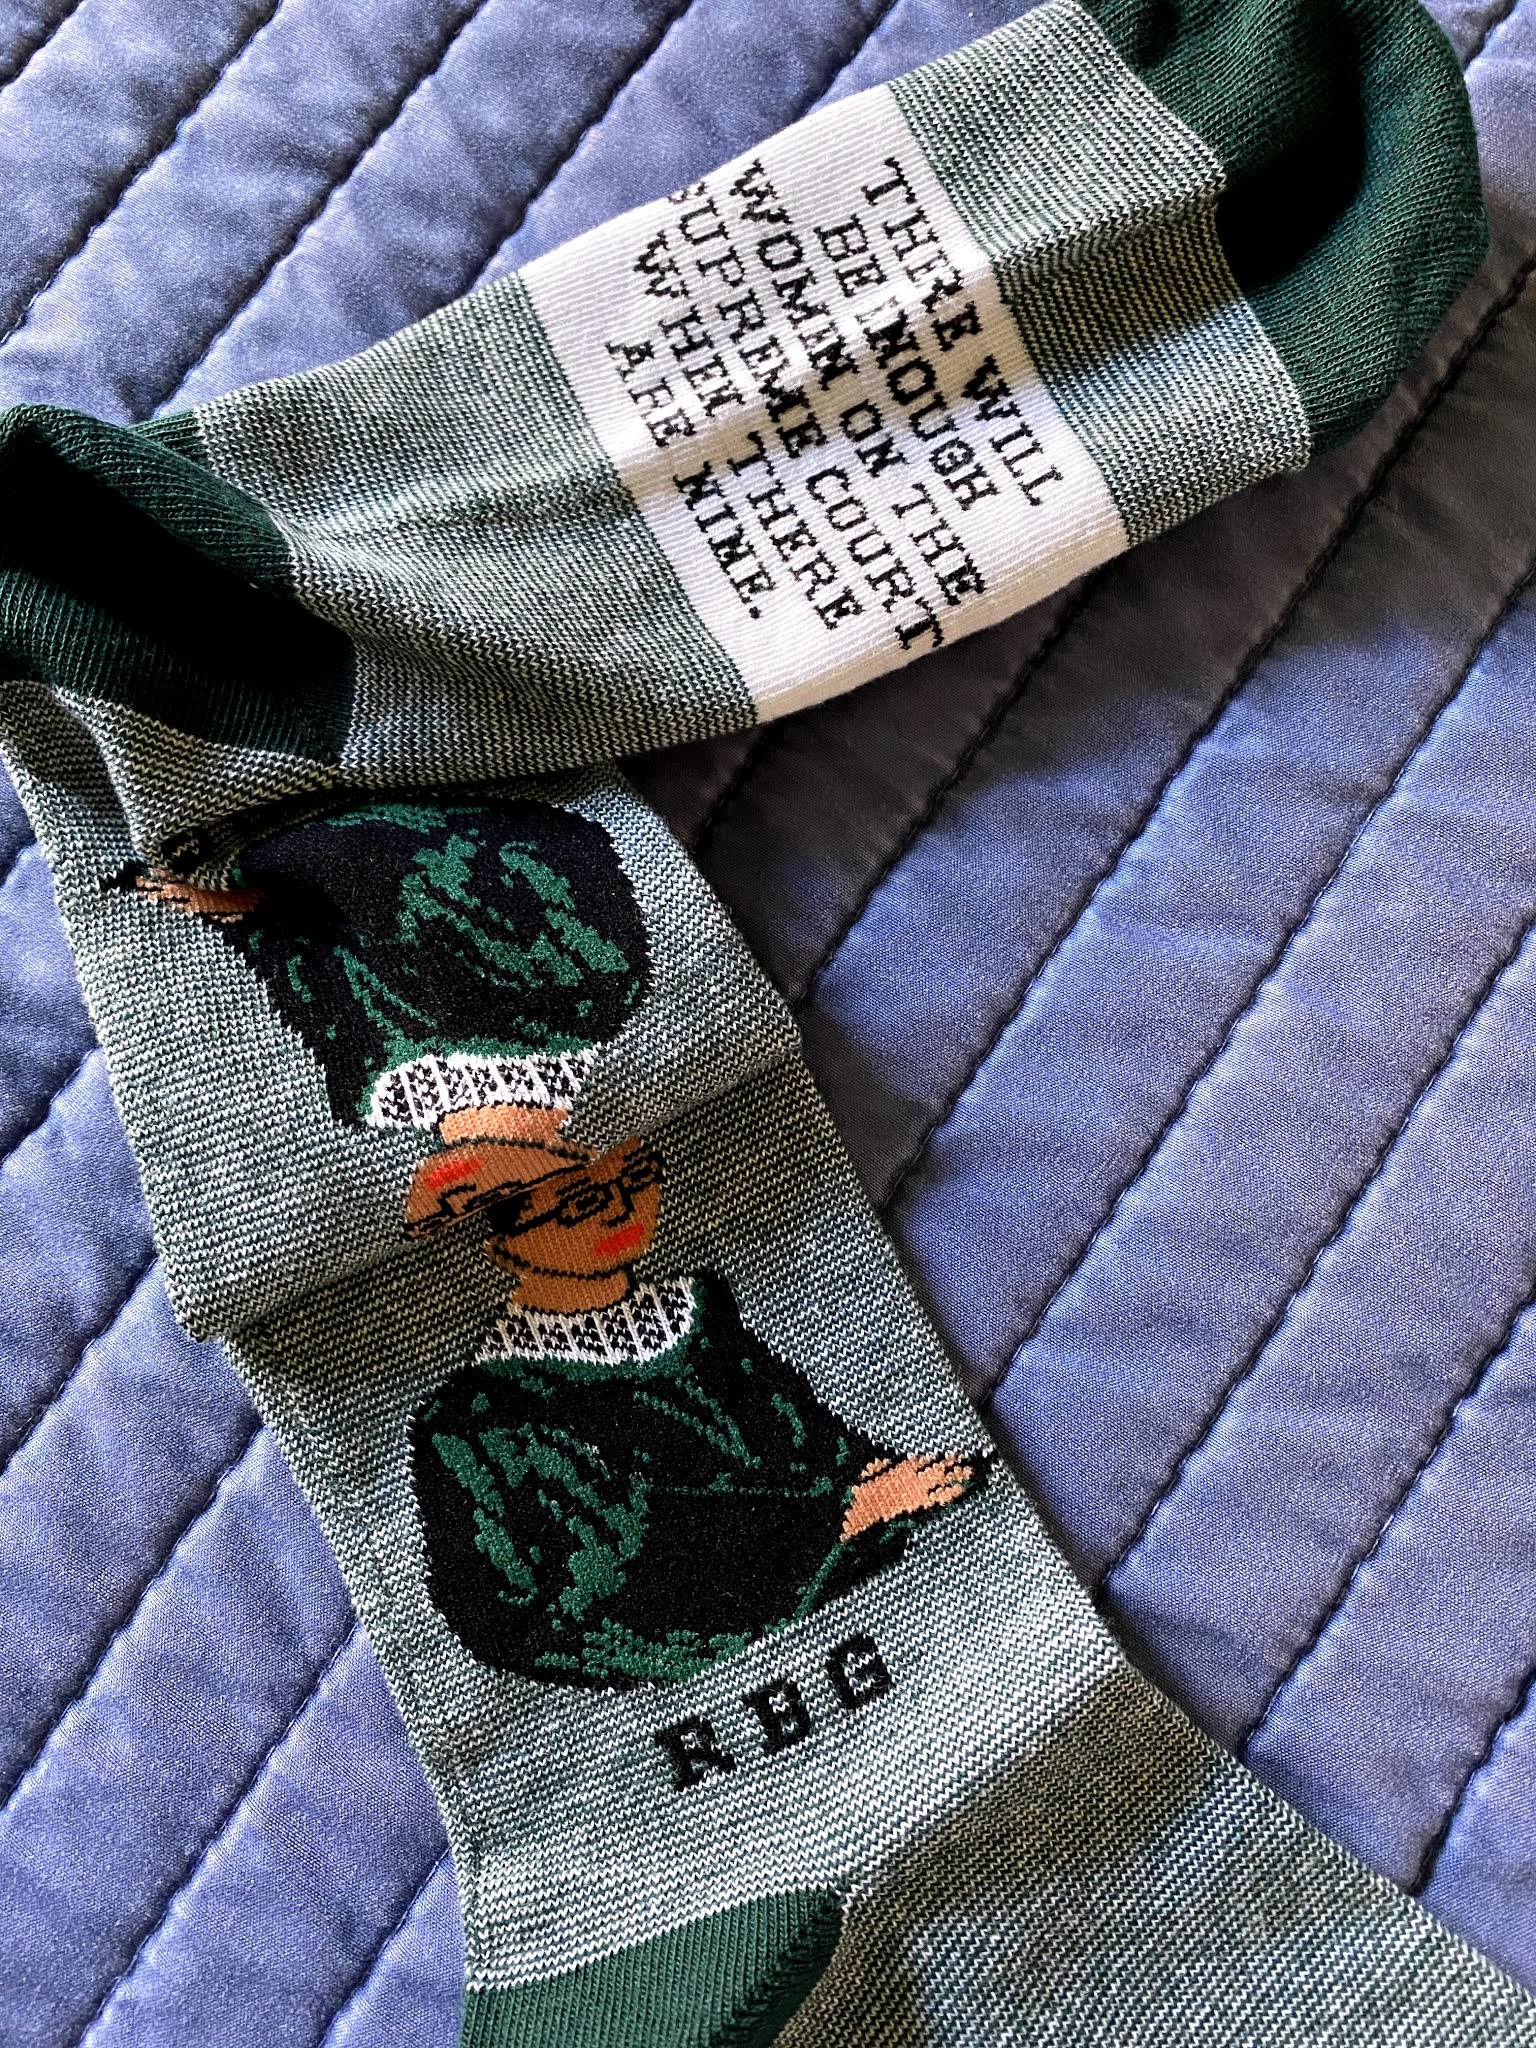 THERE WILL
BE ENOUGH
WOMEN ON THE
SUPREME COURT
WHEN THERE
ARE NINE.
RBG